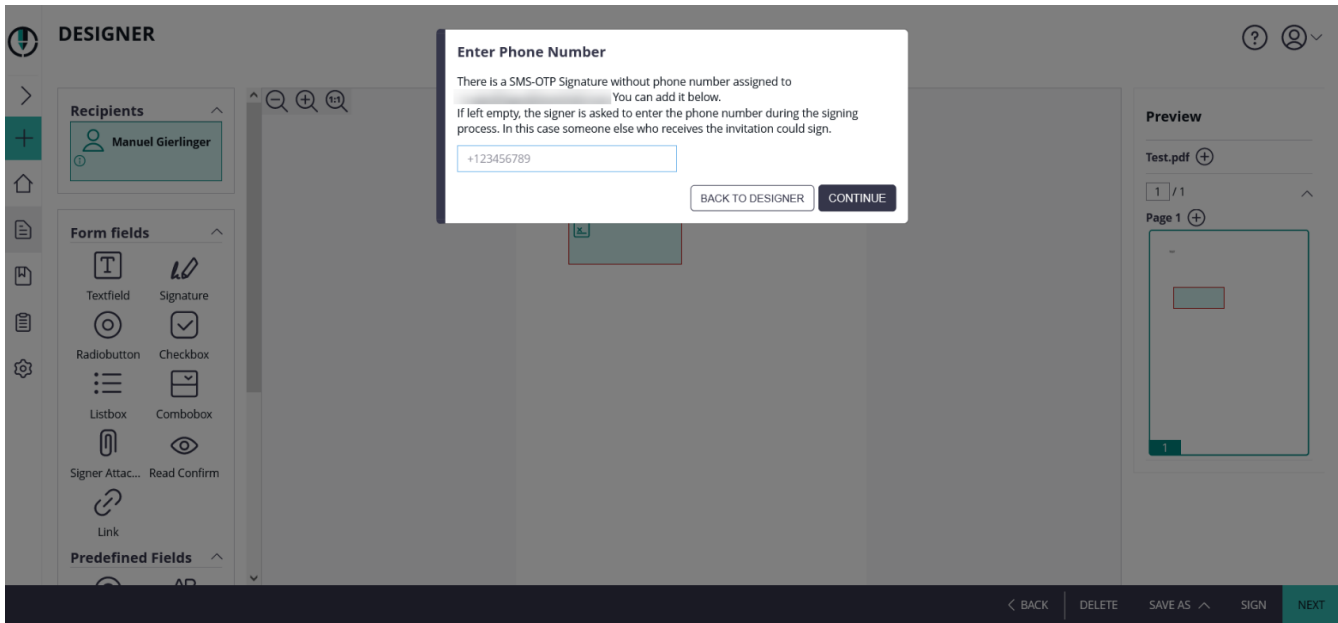 DESIGNER
Enter Phone Number
There is a SMS-OTP Signature without phone number assigned to
You can add it below.
If left empty, the signer is asked to enter the phone number during the signing
process. In this case someone else who receives the invitation could sign.
+123456789
BACK TO DESIGNER
CONTINUE
Recipients
Manuel Gierlinger
1:1
Form fields
Textfield
Signature
Radiobutton
Checkbox
Listbox
Combobox
Signer Attac...
Read Confirm
Link
Predefined Fields
Preview
Test.pdf
1 / 1
Page 1
1
BACK
DELETE
SAVE AS
SIGN
NEXT